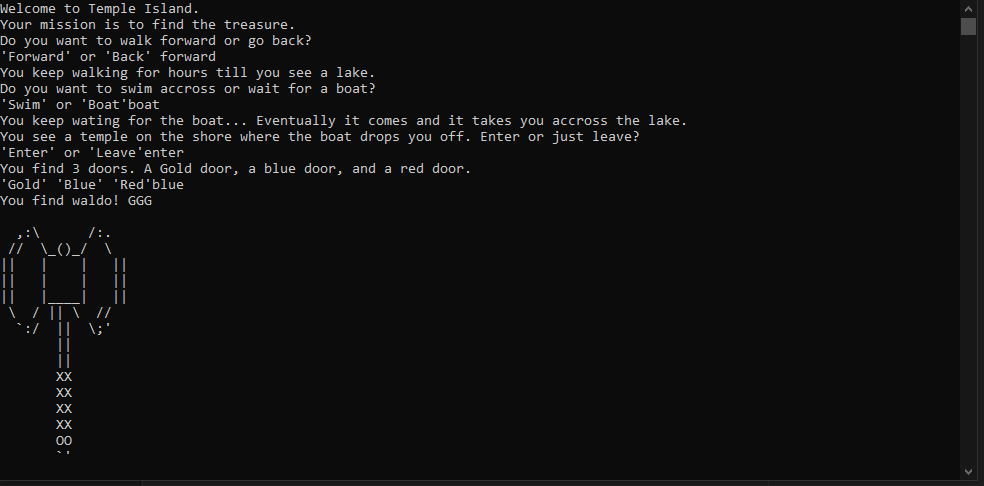 Welcome to Temple Island.
Your mission is to find the treasure.
Do you want to walk forward or go back?
'Forward' or 'Back' forward
You keep walking for hours till you see a lake.
Do you want to swim accross or wait for a boat?
'Swim' or 'Boat'boat
You keep wating for the boat... Eventually it comes and it takes you accross the lake.
You see a temple on the shore where the boat drops you off. Enter or just leave?
'Enter' or 'Leave'enter
You find 3 doors. A Gold door, a blue door, and a red door.
'Gold' 'Blue' 'Red'blue
You find waldo! GGG

  ,:\      /:.
 //  \_()_/  \
||   |    |   ||
||   |    |   ||
||   |____|   ||
 \  / || \  //
  `:/  ||  \;'
       ||
       ||
       XX
       XX
       XX
       XX
       OO
       `'